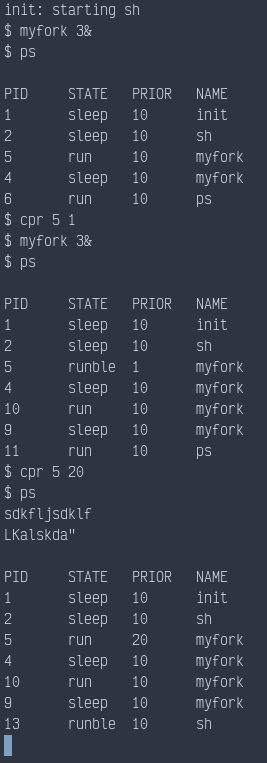 init: starting sh
$ myfork 3&
$ ps

PID STATE PRIOR NAME
1 sleep 10 init
2 sleep 10 sh
5 run 10 myfork
4 sleep 10 myfork
6 run 10 ps
$ cpr 5 1
$ myfork 3&
$ ps

PID STATE PRIOR NAME
1 sleep 10 init
2 sleep 10 sh
5 runble 1 myfork
4 sleep 10 myfork
10 run 10 myfork
9 sleep 10 myfork
11 run 10 ps
$ cpr 5 20
$ ps
sdkfljsdklf
LKalskda"

PID STATE PRIOR NAME
1 sleep 10 init
2 sleep 10 sh
5 run 20 myfork
4 sleep 10 myfork
10 run 10 myfork
9 sleep 10 myfork
13 runble 10 sh